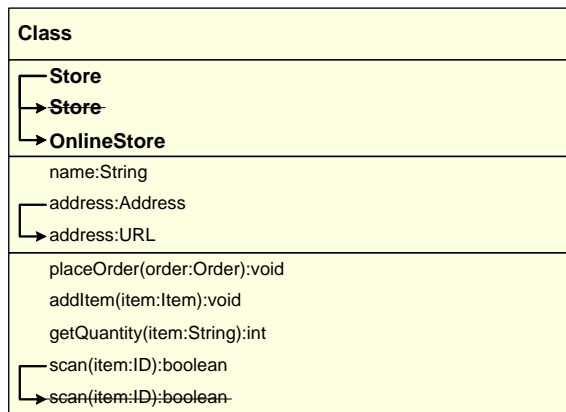 Class
Store
Store
OnlineStore
name:String
address:Address
address:URL
placeOrder(order:Order):void
addItem(item:Item):void
getQuantity(item:String):int
scan(item:ID):boolean
scan(item:ID):boolean